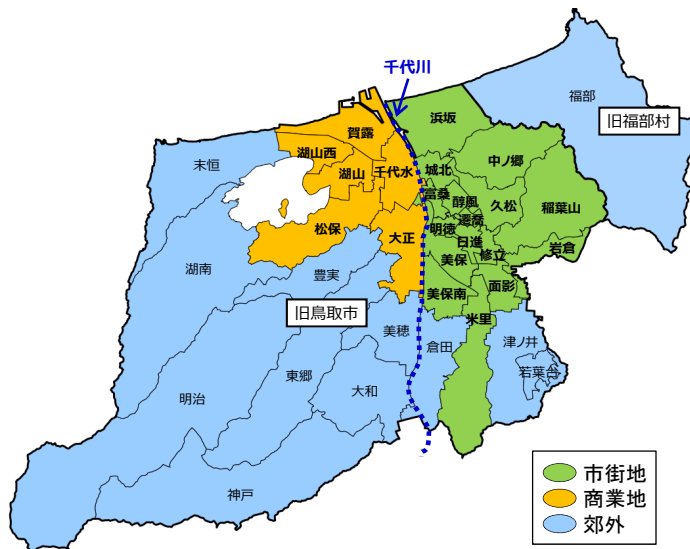 千代川
福部
浜坂
旧福部村
賀露
末恒
湖山西
中ノ郷
湖山
千代水
城北
富桑
醇風
久松
稲葉山
遷喬
松保
大正
明徳
日進
岩倉
湖南
豊実
美保
修立
面影
美保南
旧鳥取市
米里
美穂
倉田
津ノ井
若葉台
東郷
大和
明治
神戸
市街地
商業地
郊外